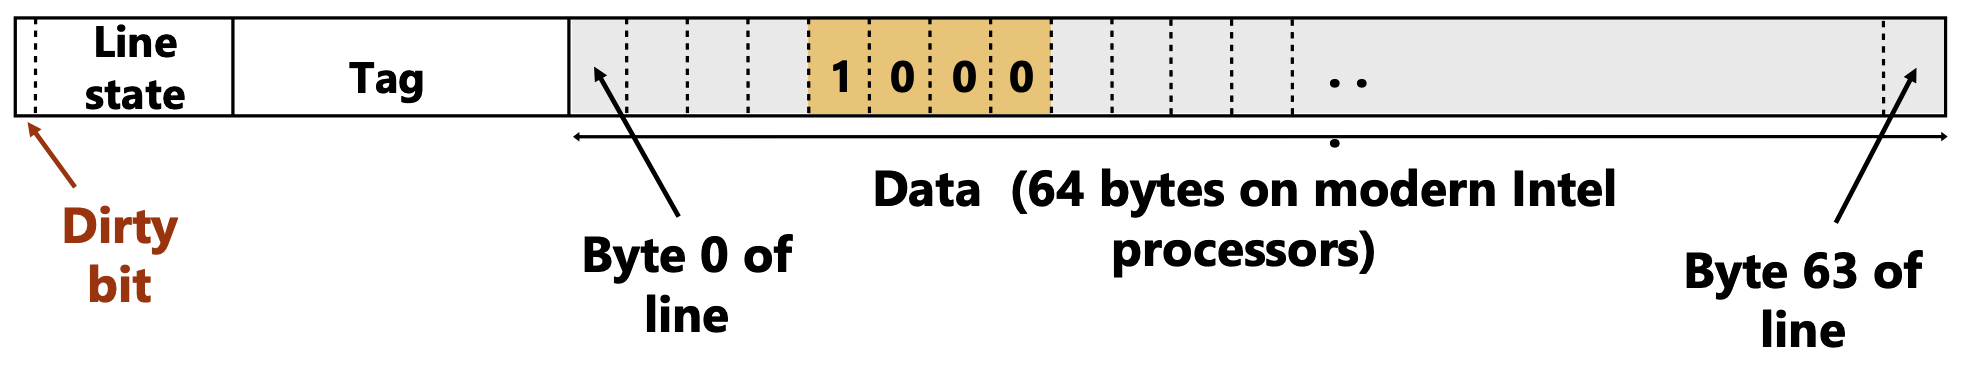 Line
state
Tag
1 0 0 0
. .
.
Data (64 bytes on modern Intel
processors)
Dirty
bit
Byte 0 of
line
Byte 63 of
line